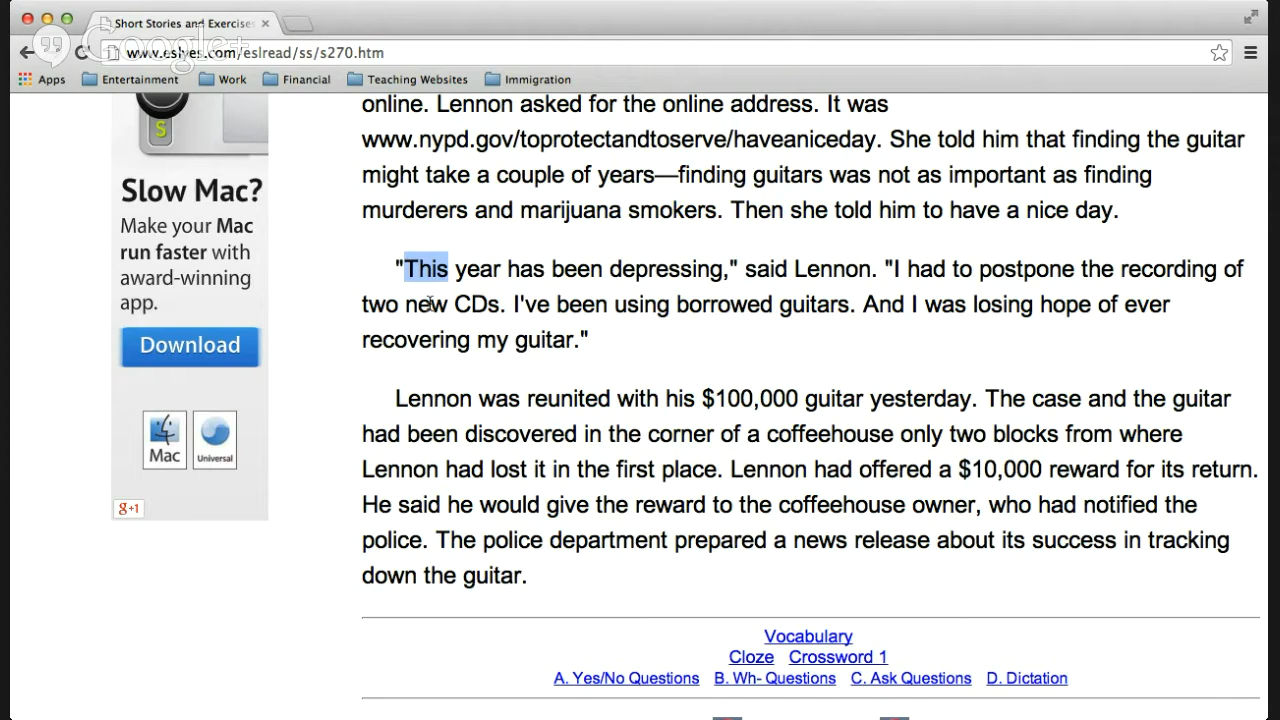 Short Stories and Exercises
Google+
www.eslyes.com/eslread/ss/s270.htm
Apps Entertainment Work Financial Teaching Websites Immigration
online. Lennon asked for the online address. It was
www.nypd.gov/toprotectandtoserve/haveaniceday. She told him that finding the guitar
might take a couple of years—finding guitars was not as important as finding
murderers and marijuana smokers. Then she told him to have a nice day.
"This year has been depressing," said Lennon. "I had to postpone the recording of
two new CDs. I've been using borrowed guitars. And I was losing hope of ever
recovering my guitar."
Lennon was reunited with his $100,000 guitar yesterday. The case and the guitar
had been discovered in the corner of a coffeehouse only two blocks from where
Lennon had lost it in the first place. Lennon had offered a $10,000 reward for its return.
He said he would give the reward to the coffeehouse owner, who had notified the
police. The police department prepared a news release about its success in tracking
down the guitar.
Vocabulary
Cloze Crossword 1
A. Yes/No Questions B. Wh- Questions C. Ask Questions D. Dictation
S
Slow Mac?
Make your Mac
run faster with
award-winning
app.
Download
Mac Universal
g+1